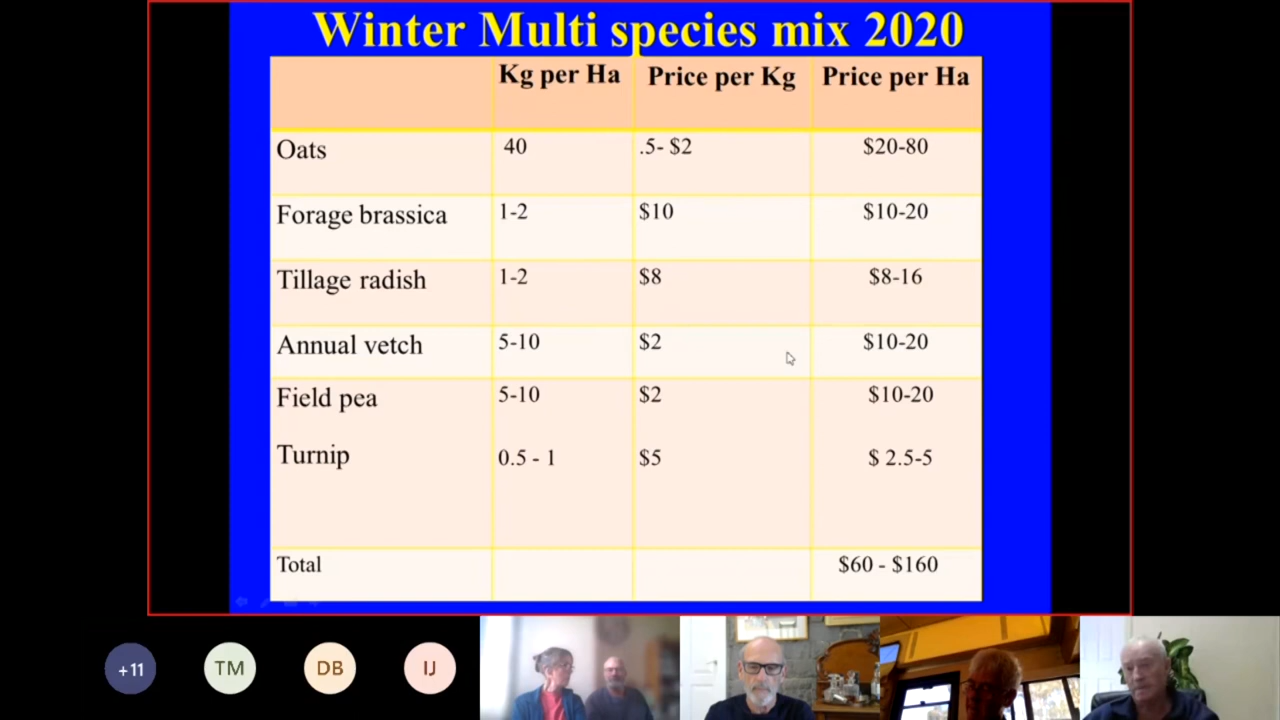 Winter Multi species mix 2020
Kg per Ha Price per Kg Price per Ha
Oats 40 .5- $2 $20-80
Forage brassica 1-2 $10 $10-20
Tillage radish 1-2 $8 $8-16
Annual vetch 5-10 $2 $10-20
Field pea 5-10 $2 $10-20
Turnip 0.5 - 1 $5 $ 2.5-5
Total $60 - $160
+11 TM DB IJ